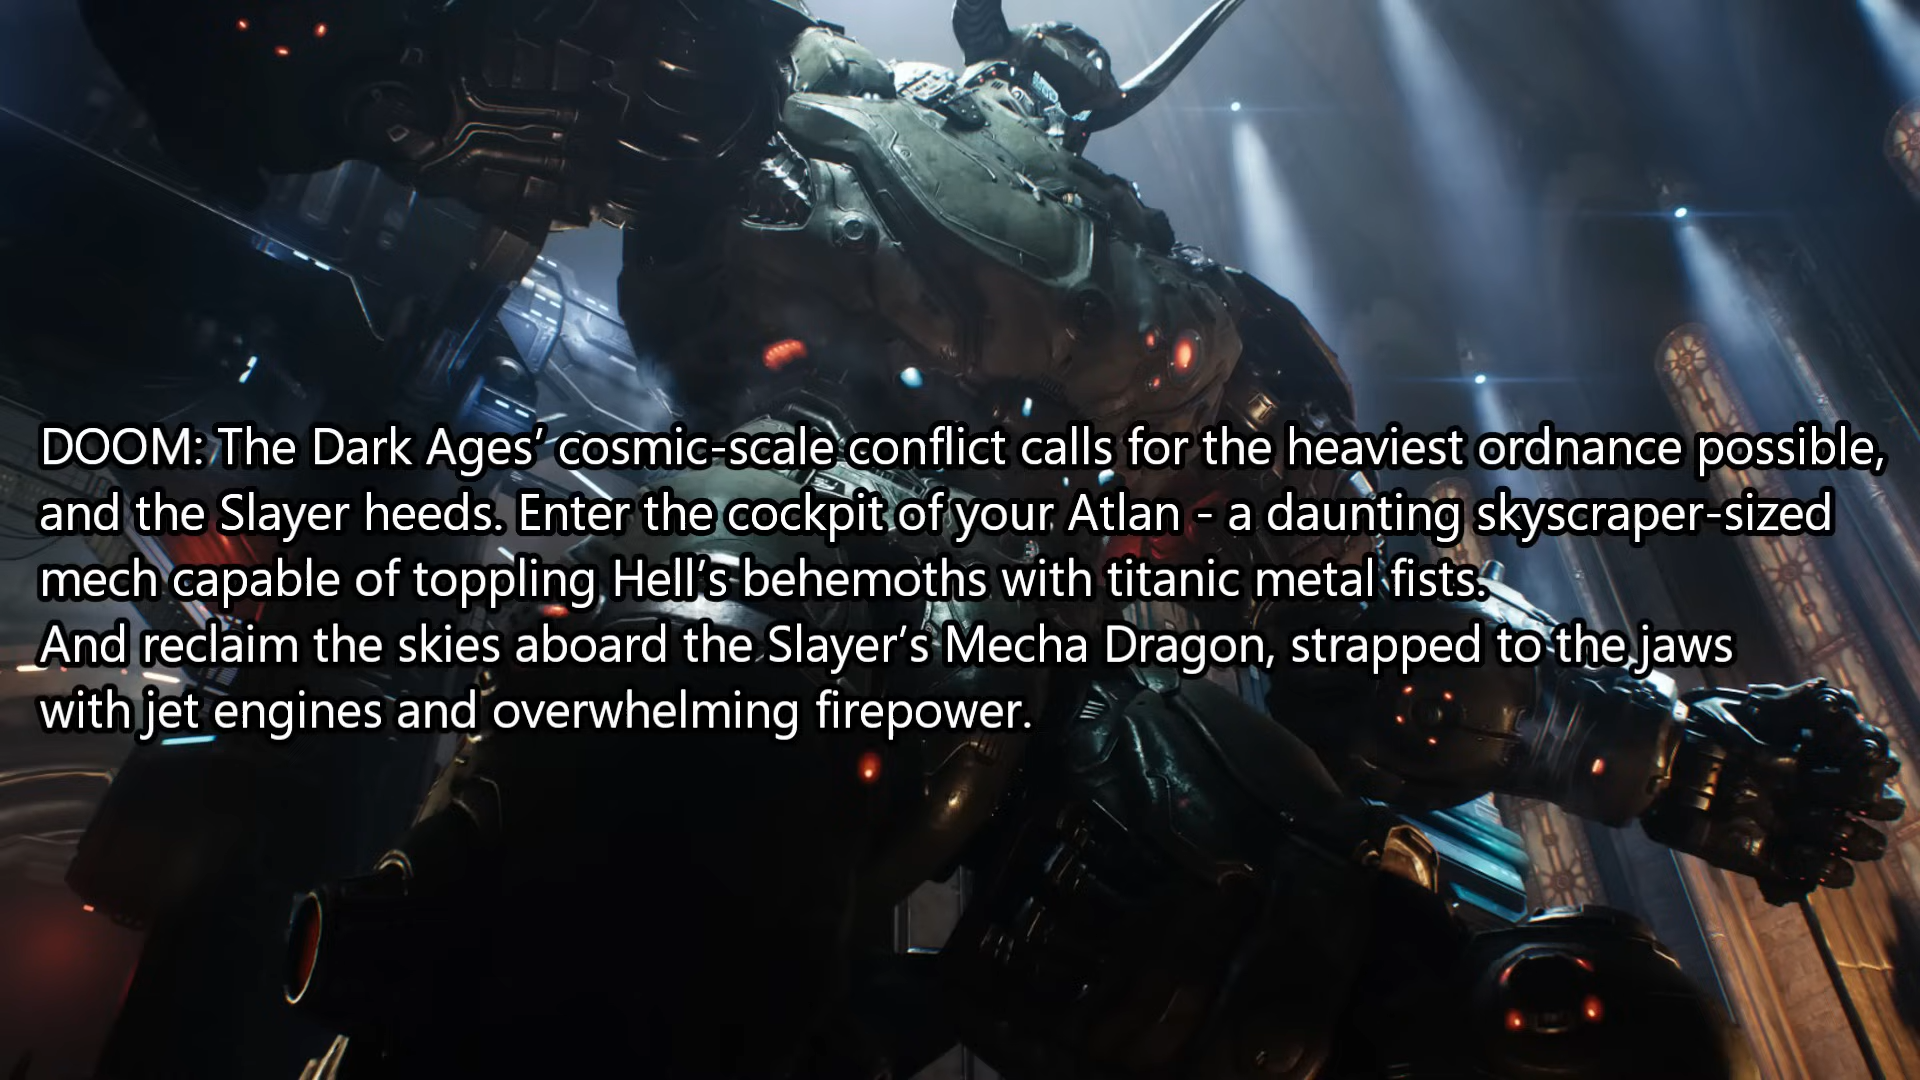 DOOM: The Dark Ages’ cosmic-scale conflict calls for the heaviest ordnance possible,
and the Slayer heeds. Enter the cockpit of your Atlan - a daunting skyscraper-sized
mech capable of toppling Hell’s behemoths with titanic metal fists.
And reclaim the skies aboard the Slayer’s Mecha Dragon, strapped to the jaws
with jet engines and overwhelming firepower.